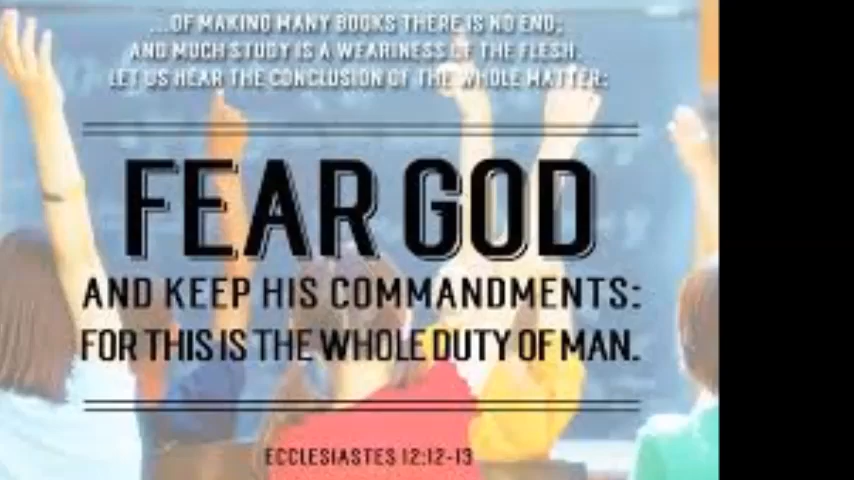 ...OF MAKING MANY BOOKS THERE IS NO END;
AND MUCH STUDY IS A WEARINESS OF THE FLESH.
LET US HEAR THE CONCLUSION OF THE WHOLE MATTER:
FEAR GOD
AND KEEP HIS COMMANDMENTS:
FOR THIS IS THE WHOLE DUTY OF MAN.
ECCLESIASTES 12:12-13